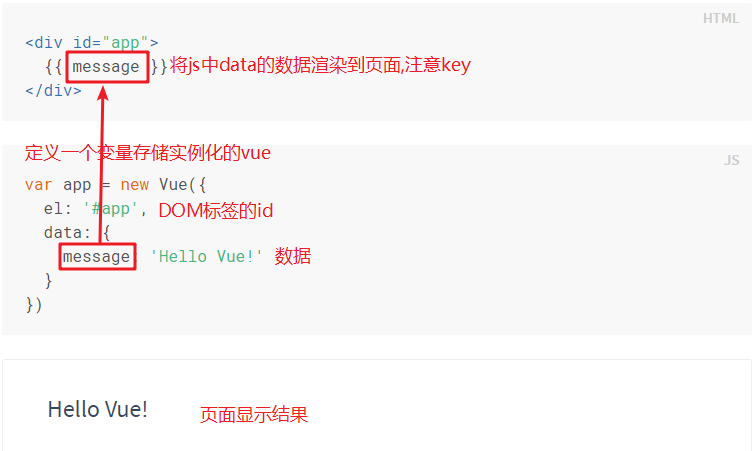 HTML
<div id="app">
{{ message }}将js中data的数据渲染到页面,注意key
</div>
定义一个变量存储实例化的vue
JS
var app = new Vue({
el: '#app', DOM标签的id
data: {
message 'Hello Vue!' 数据
}
})
Hello Vue! 页面显示结果